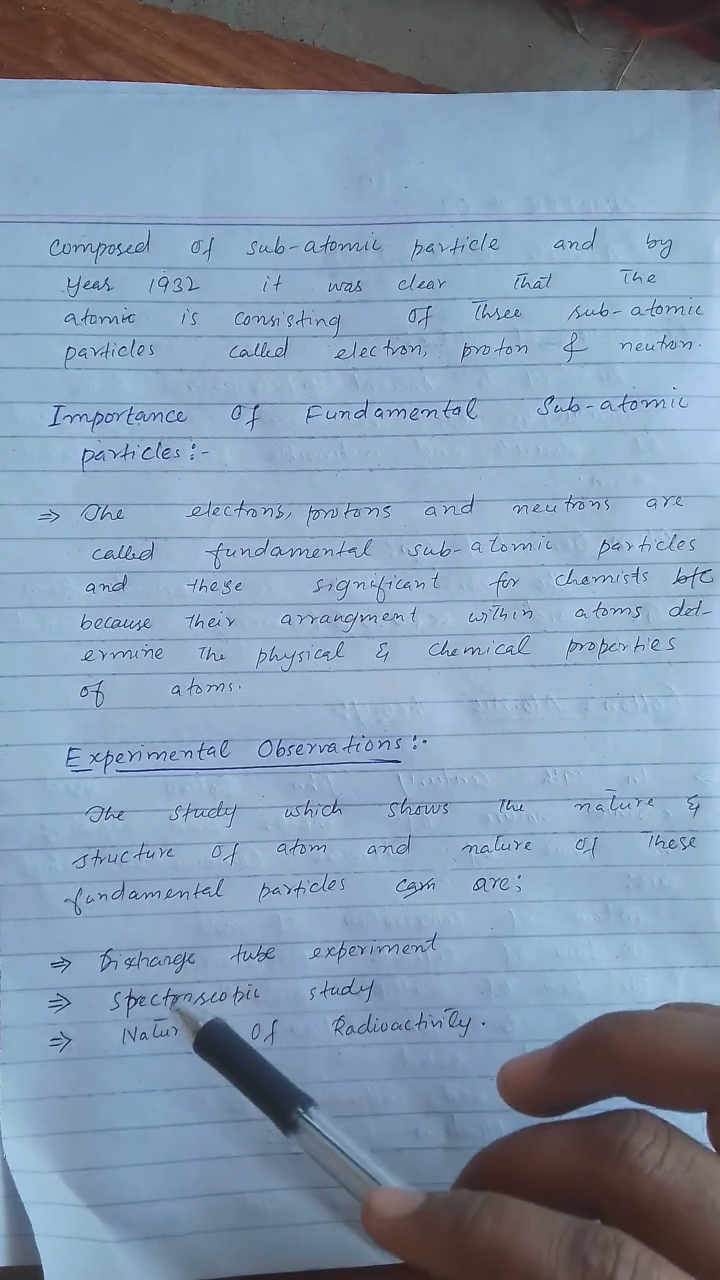 composed of sub-atomic particle and by
Year 1932 it was clear that the
atomic is consisting of three sub-atomic
particles called electron, proton & neutron.
Importance of Fundamental Sub-atomic
particles:-
⇒ The electrons, protons and neutrons are
called fundamental sub-atomic particles
and these significant for chemists
because their arrangment within atoms det-
ermine the physical & chemical properties
of atoms.
Experimental Observations:-
The study which shows the nature &
structure of atom and nature of these
fundamental particles are:
⇒ Discharge tube experiment
⇒ Spectroscopic study
⇒ Natur of Radioactivity.